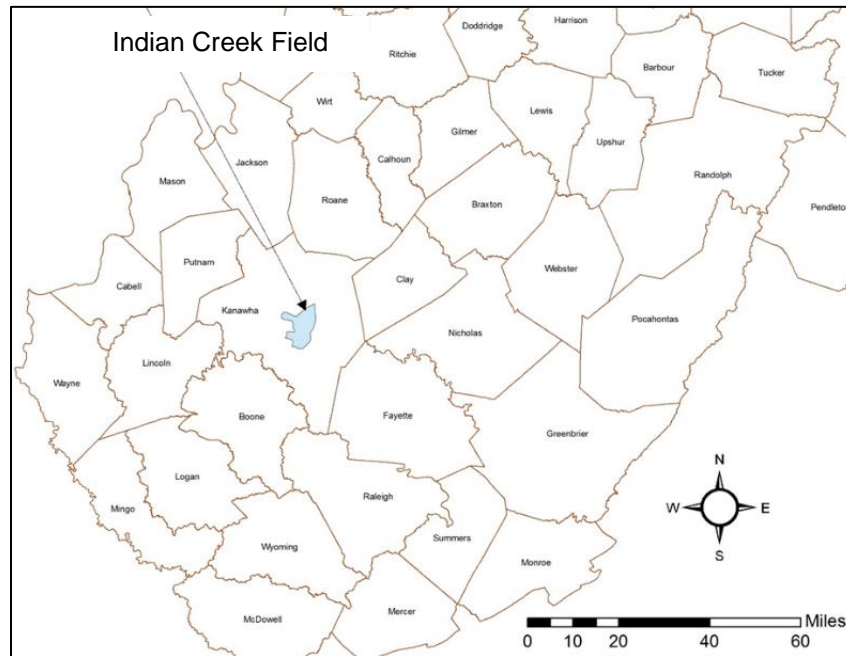 Indian Creek Field
Doddridge
Harrison
Ritchie
Barbour
Tucker
Wirt
Lewis
Gilmer
Upshur
Calhoun
Jackson
Mason
Roane
Randolph
Braxton
Pendleton
Putnam
Webster
Clay
Cabell
Kanawha
Pocahontas
Nicholas
Lincoln
Wayne
Boone
Fayette
Greenbrier
Logan
N
Raleigh
Mingo
W
E
Summers
Wyoming
S
Monroe
Mercer
McDowell
Miles
0 5 10 20 40 60